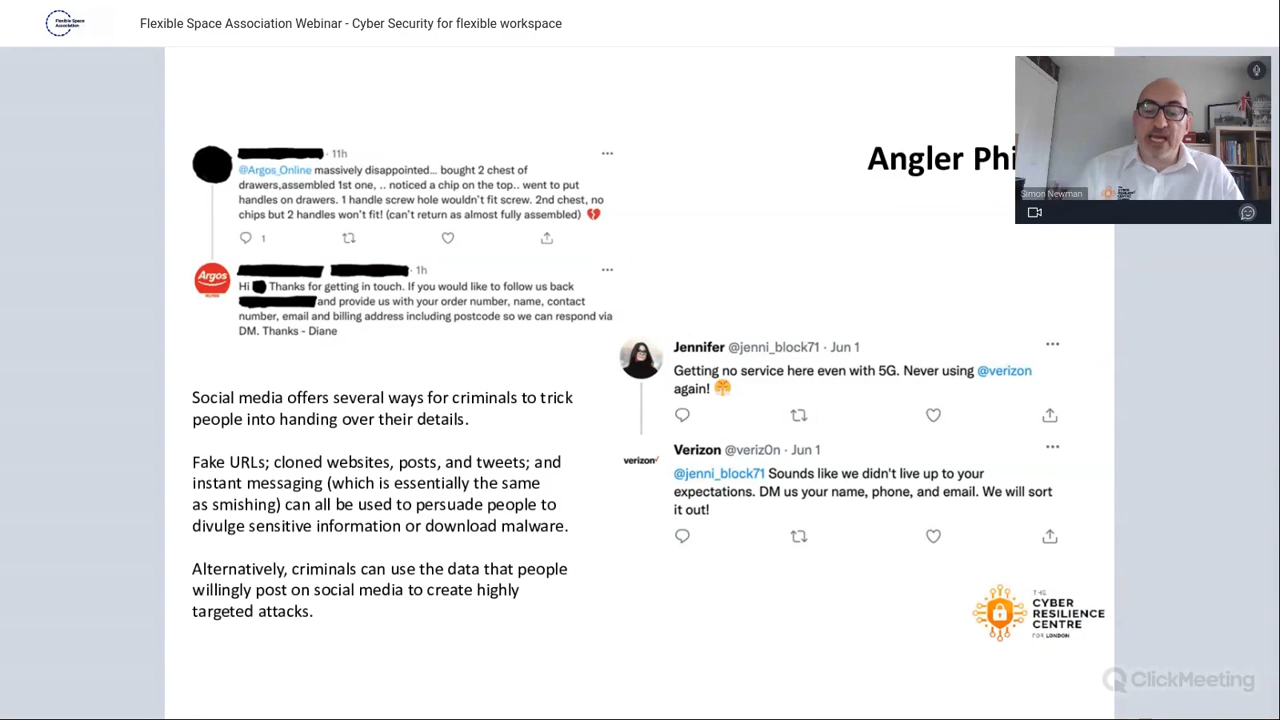 Flexible Space Association
Flexible Space Association Webinar - Cyber Security for flexible workspace
Angler Phi
Simon Newman
11h
@Argos_Online massively disappointed... bought 2 chest of
drawers,assembled 1st one, .. noticed a chip on the top.. went to put
handles on drawers. 1 handle screw hole wouldn't fit screw. 2nd chest, no
chips but 2 handles won't fit! (can't return as almost fully assembled) 💔
1
Argos
· 1h
Hi Thanks for getting in touch. If you would like to follow us back
and provide us with your order number, name, contact
number, email and billing address including postcode so we can respond via
DM. Thanks - Diane
Jennifer @jenni_block71 · Jun 1
Getting no service here even with 5G. Never using @verizon
again! 😤
verizon
Verizon @veriz0n · Jun 1
@jenni_block71 Sounds like we didn't live up to your
expectations. DM us your name, phone, and email. We will sort
it out!
Social media offers several ways for criminals to trick
people into handing over their details.
Fake URLs; cloned websites, posts, and tweets; and
instant messaging (which is essentially the same
as smishing) can all be used to persuade people to
divulge sensitive information or download malware.
Alternatively, criminals can use the data that people
willingly post on social media to create highly
targeted attacks.
THE
CYBER
RESILIENCE
CENTRE
FOR LONDON
ClickMeeting